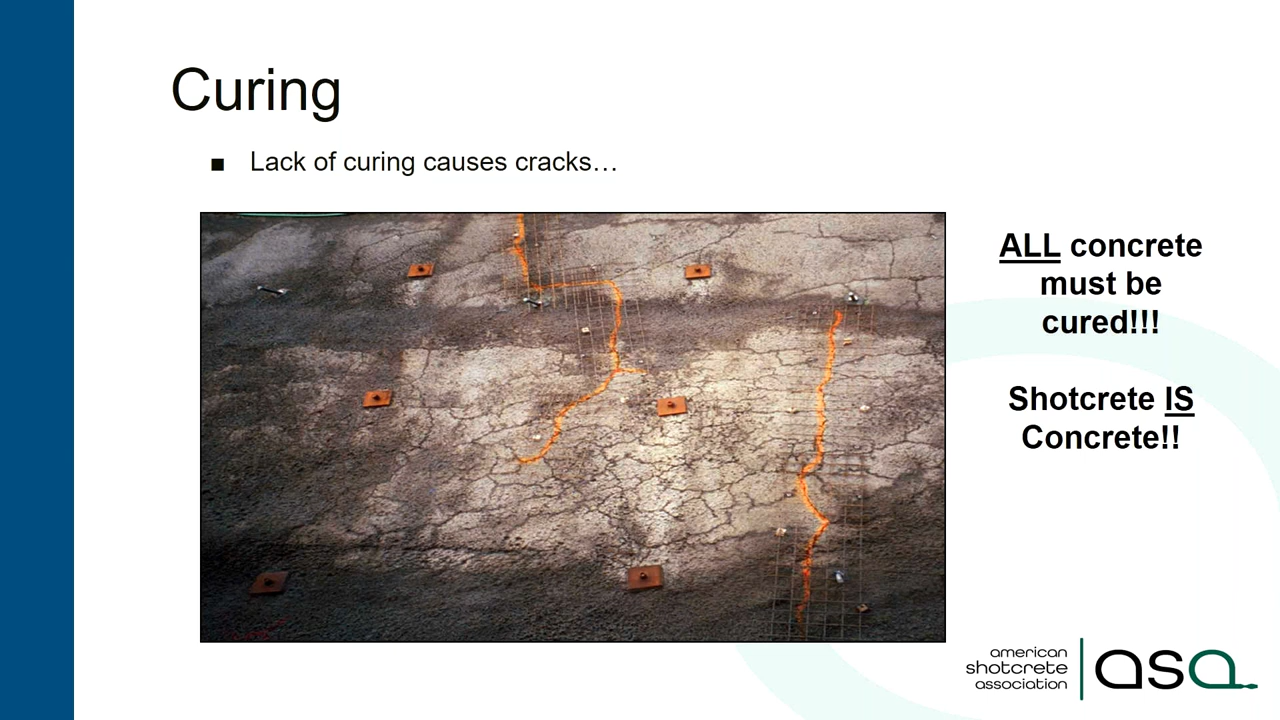 Curing
■ Lack of curing causes cracks…
ALL concrete
must be
cured!!!
Shotcrete IS
Concrete!!
american
shotcrete
association
asa